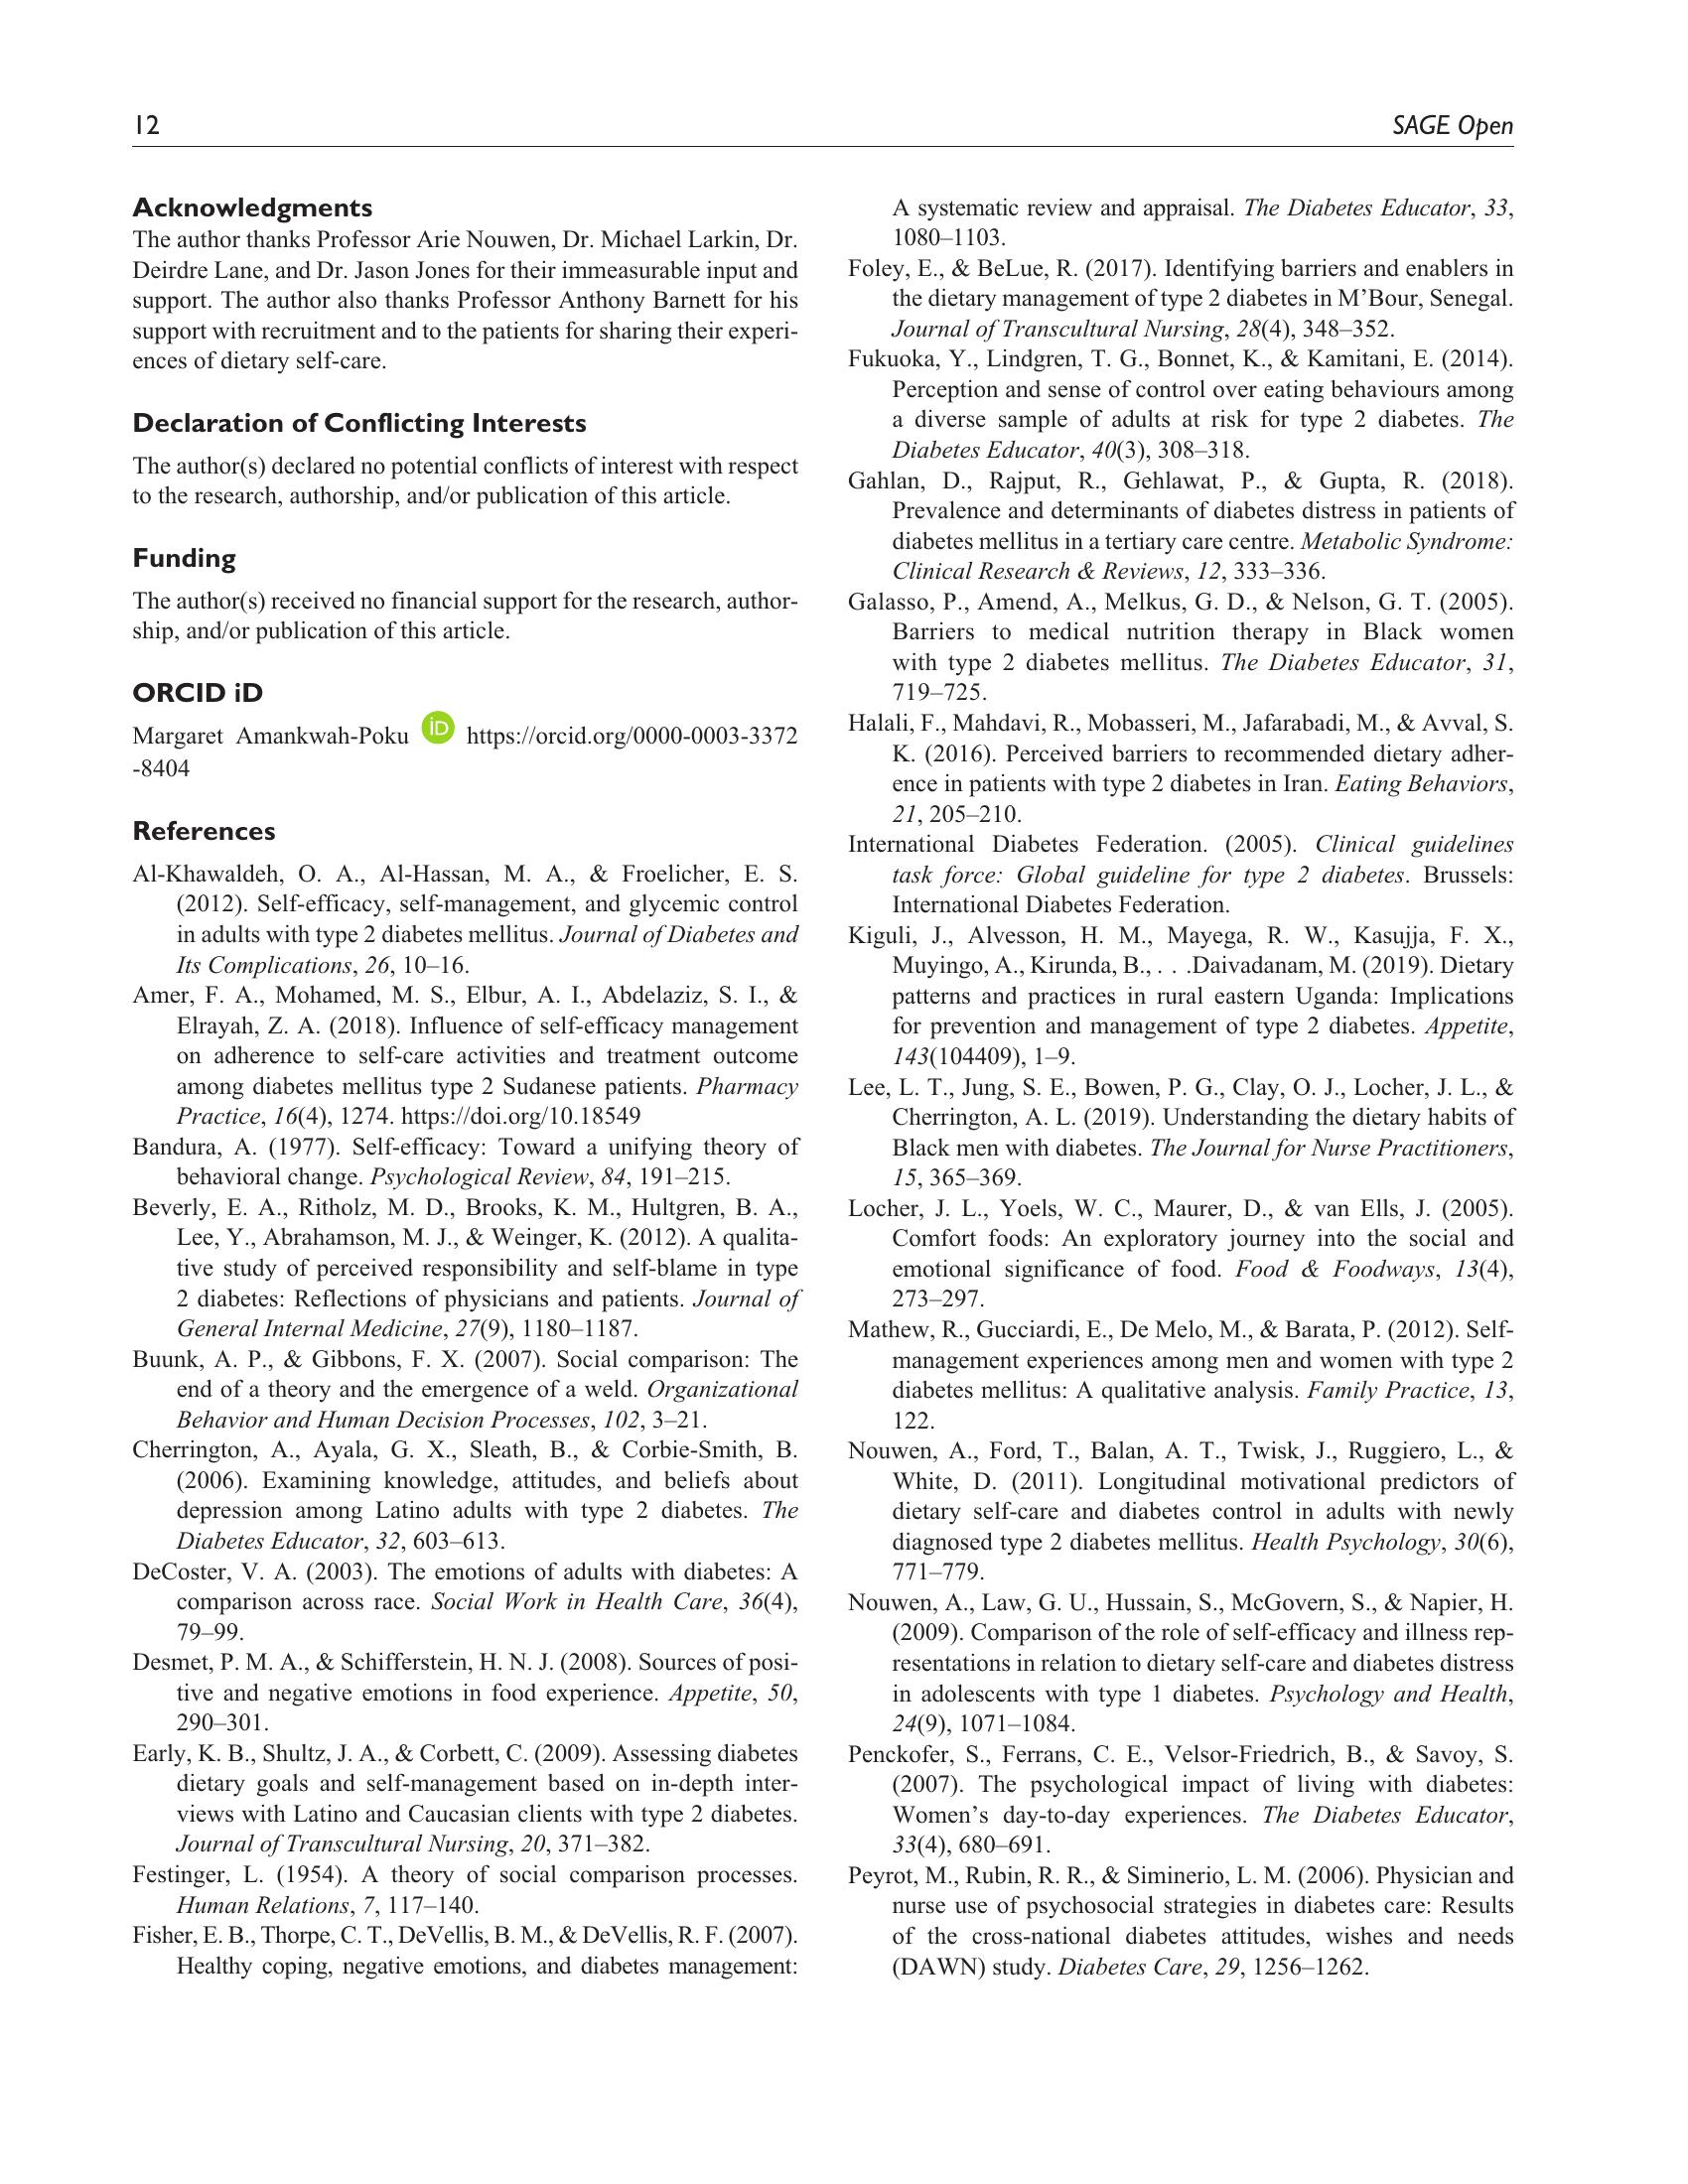 12
SAGE Open
Acknowledgments
The author thanks Professor Arie Nouwen, Dr. Michael Larkin, Dr.
Deirdre Lane, and Dr. Jason Jones for their immeasurable input and
support. The author also thanks Professor Anthony Barnett for his
support with recruitment and to the patients for sharing their experi-
ences of dietary self-care.
Declaration of Conflicting Interests
The author(s) declared no potential conflicts of interest with respect
to the research, authorship, and/or publication of this article.
Funding
The author(s) received no financial support for the research, author-
ship, and/or publication of this article.
ORCID iD
Margaret Amankwah-Poku iD https://orcid.org/0000-0003-3372
-8404
References
Al-Khawaldeh, O. A., Al-Hassan, M. A., & Froelicher, E. S.
(2012). Self-efficacy, self-management, and glycemic control
in adults with type 2 diabetes mellitus. Journal of Diabetes and
Its Complications, 26, 10–16.
Amer, F. A., Mohamed, M. S., Elbur, A. I., Abdelaziz, S. I., &
Elrayah, Z. A. (2018). Influence of self-efficacy management
on adherence to self-care activities and treatment outcome
among diabetes mellitus type 2 Sudanese patients. Pharmacy
Practice, 16(4), 1274. https://doi.org/10.18549
Bandura, A. (1977). Self-efficacy: Toward a unifying theory of
behavioral change. Psychological Review, 84, 191–215.
Beverly, E. A., Ritholz, M. D., Brooks, K. M., Hultgren, B. A.,
Lee, Y., Abrahamson, M. J., & Weinger, K. (2012). A qualita-
tive study of perceived responsibility and self-blame in type
2 diabetes: Reflections of physicians and patients. Journal of
General Internal Medicine, 27(9), 1180–1187.
Buunk, A. P., & Gibbons, F. X. (2007). Social comparison: The
end of a theory and the emergence of a weld. Organizational
Behavior and Human Decision Processes, 102, 3–21.
Cherrington, A., Ayala, G. X., Sleath, B., & Corbie-Smith, B.
(2006). Examining knowledge, attitudes, and beliefs about
depression among Latino adults with type 2 diabetes. The
Diabetes Educator, 32, 603–613.
DeCoster, V. A. (2003). The emotions of adults with diabetes: A
comparison across race. Social Work in Health Care, 36(4),
79–99.
Desmet, P. M. A., & Schifferstein, H. N. J. (2008). Sources of posi-
tive and negative emotions in food experience. Appetite, 50,
290–301.
Early, K. B., Shultz, J. A., & Corbett, C. (2009). Assessing diabetes
dietary goals and self-management based on in-depth inter-
views with Latino and Caucasian clients with type 2 diabetes.
Journal of Transcultural Nursing, 20, 371–382.
Festinger, L. (1954). A theory of social comparison processes.
Human Relations, 7, 117–140.
Fisher, E. B., Thorpe, C. T., DeVellis, B. M., & DeVellis, R. F. (2007).
Healthy coping, negative emotions, and diabetes management:
A systematic review and appraisal. The Diabetes Educator, 33,
1080–1103.
Foley, E., & BeLue, R. (2017). Identifying barriers and enablers in
the dietary management of type 2 diabetes in M’Bour, Senegal.
Journal of Transcultural Nursing, 28(4), 348–352.
Fukuoka, Y., Lindgren, T. G., Bonnet, K., & Kamitani, E. (2014).
Perception and sense of control over eating behaviours among
a diverse sample of adults at risk for type 2 diabetes. The
Diabetes Educator, 40(3), 308–318.
Gahlan, D., Rajput, R., Gehlawat, P., & Gupta, R. (2018).
Prevalence and determinants of diabetes distress in patients of
diabetes mellitus in a tertiary care centre. Metabolic Syndrome:
Clinical Research & Reviews, 12, 333–336.
Galasso, P., Amend, A., Melkus, G. D., & Nelson, G. T. (2005).
Barriers to medical nutrition therapy in Black women
with type 2 diabetes mellitus. The Diabetes Educator, 31,
719–725.
Halali, F., Mahdavi, R., Mobasseri, M., Jafarabadi, M., & Avval, S.
K. (2016). Perceived barriers to recommended dietary adher-
ence in patients with type 2 diabetes in Iran. Eating Behaviors,
21, 205–210.
International Diabetes Federation. (2005). Clinical guidelines
task force: Global guideline for type 2 diabetes. Brussels:
International Diabetes Federation.
Kiguli, J., Alvesson, H. M., Mayega, R. W., Kasujja, F. X.,
Muyingo, A., Kirunda, B., . . .Daivadanam, M. (2019). Dietary
patterns and practices in rural eastern Uganda: Implications
for prevention and management of type 2 diabetes. Appetite,
143(104409), 1–9.
Lee, L. T., Jung, S. E., Bowen, P. G., Clay, O. J., Locher, J. L., &
Cherrington, A. L. (2019). Understanding the dietary habits of
Black men with diabetes. The Journal for Nurse Practitioners,
15, 365–369.
Locher, J. L., Yoels, W. C., Maurer, D., & van Ells, J. (2005).
Comfort foods: An exploratory journey into the social and
emotional significance of food. Food & Foodways, 13(4),
273–297.
Mathew, R., Gucciardi, E., De Melo, M., & Barata, P. (2012). Self-
management experiences among men and women with type 2
diabetes mellitus: A qualitative analysis. Family Practice, 13,
122.
Nouwen, A., Ford, T., Balan, A. T., Twisk, J., Ruggiero, L., &
White, D. (2011). Longitudinal motivational predictors of
dietary self-care and diabetes control in adults with newly
diagnosed type 2 diabetes mellitus. Health Psychology, 30(6),
771–779.
Nouwen, A., Law, G. U., Hussain, S., McGovern, S., & Napier, H.
(2009). Comparison of the role of self-efficacy and illness rep-
resentations in relation to dietary self-care and diabetes distress
in adolescents with type 1 diabetes. Psychology and Health,
24(9), 1071–1084.
Penckofer, S., Ferrans, C. E., Velsor-Friedrich, B., & Savoy, S.
(2007). The psychological impact of living with diabetes:
Women’s day-to-day experiences. The Diabetes Educator,
33(4), 680–691.
Peyrot, M., Rubin, R. R., & Siminerio, L. M. (2006). Physician and
nurse use of psychosocial strategies in diabetes care: Results
of the cross-national diabetes attitudes, wishes and needs
(DAWN) study. Diabetes Care, 29, 1256–1262.